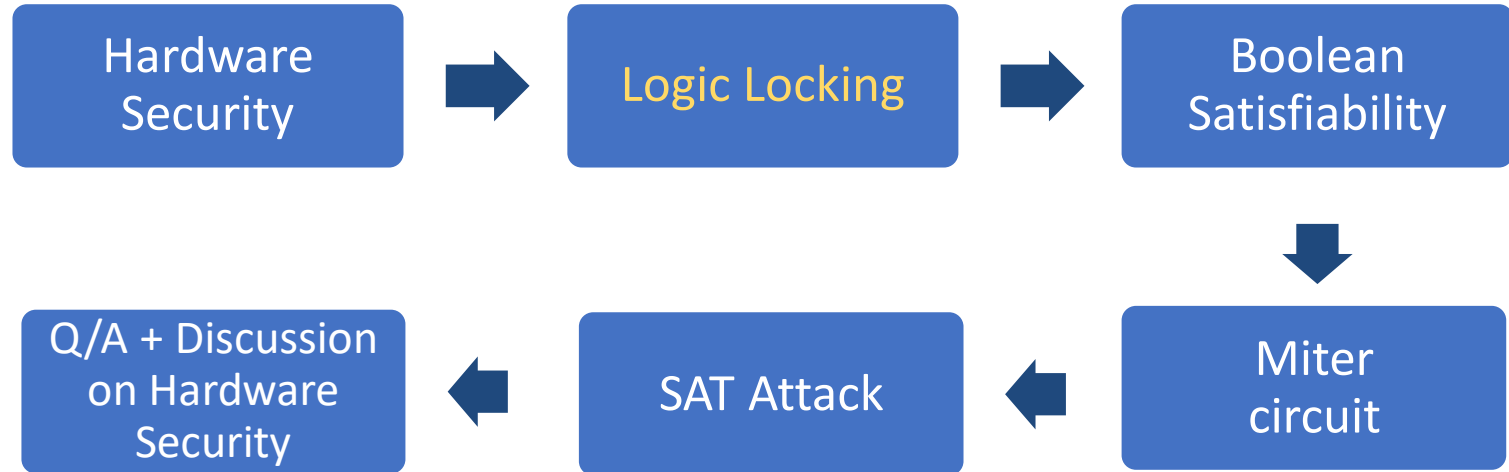 Hardware
Security
Logic Locking
Boolean
Satisfiability
Miter
circuit
SAT Attack
Q/A + Discussion
on Hardware
Security